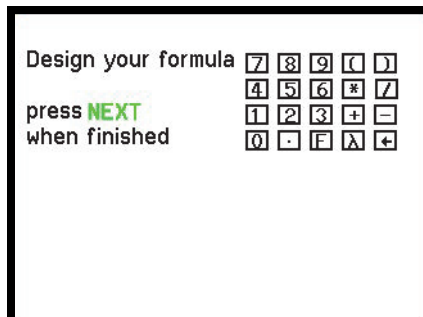 Design your formula 7 8 9 ( )
4 5 6 * /
press NEXT 1 2 3 + -
when finished 0 . F λ ←